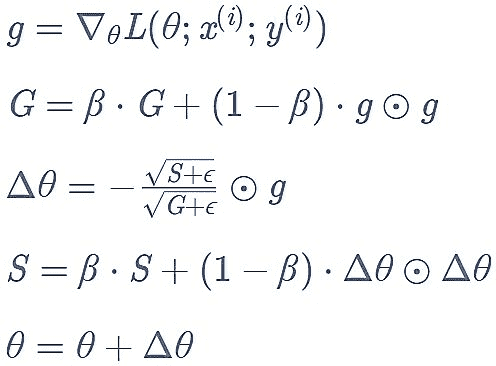 g = ∇_θ L(θ; x^(i); y^(i))
G = β · G + (1 − β) · g ⊙ g
Δθ = − √(S+ϵ) / √(G+ϵ) ⊙ g
S = β · S + (1 − β) · Δθ ⊙ Δθ
θ = θ + Δθ